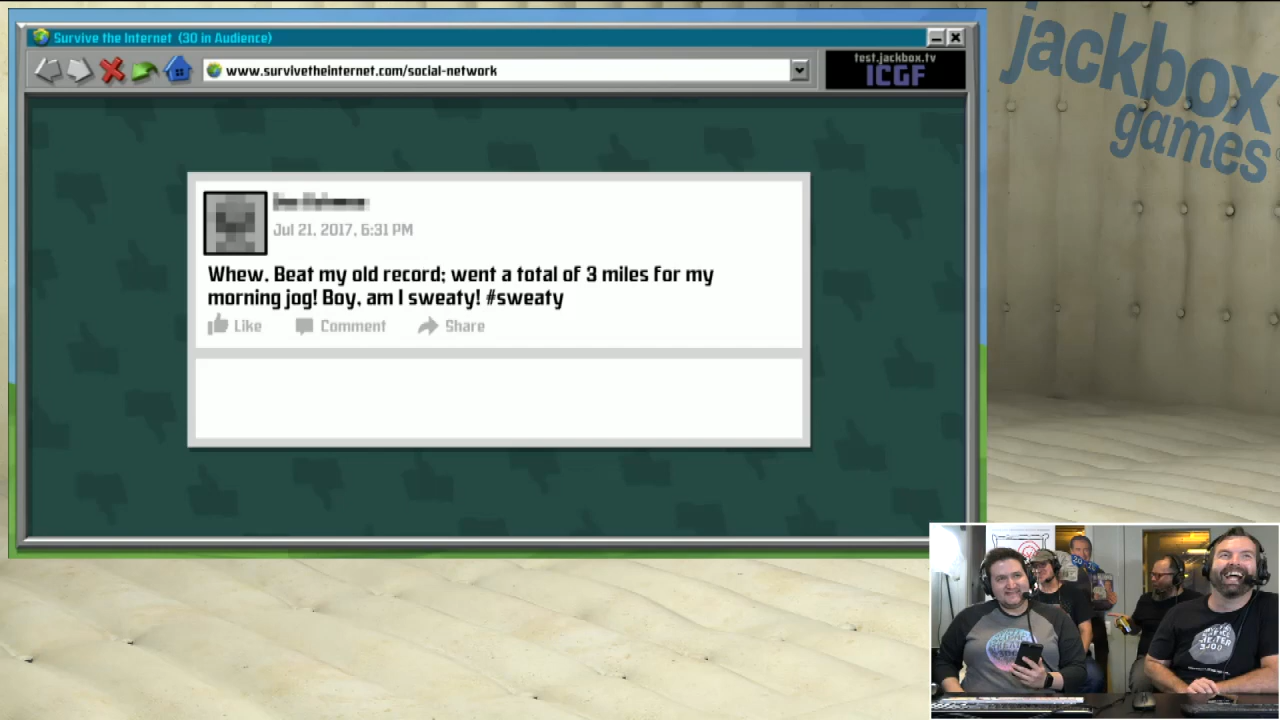 Survive the Internet (30 in Audience)
www.survivetheinternet.com/social-network
test.jackbox.tv
ICGF
jackbox
games
Jul 21, 2017, 6:31 PM
Whew. Beat my old record; went a total of 3 miles for my
morning jog! Boy, am I sweaty! #sweaty
Like Comment Share